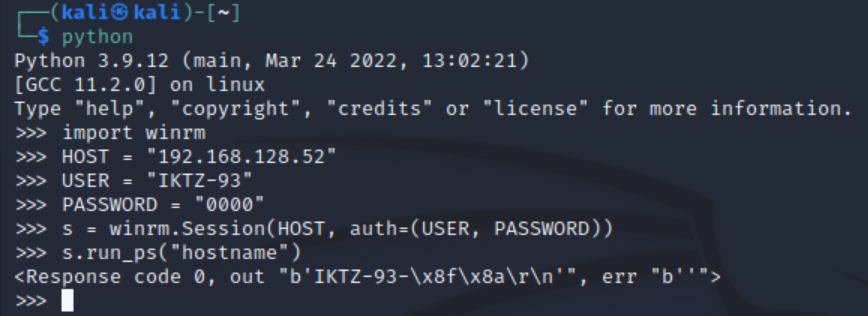 ┌──(kali㉿kali)-[~]
└─$ python
Python 3.9.12 (main, Mar 24 2022, 13:02:21)
[GCC 11.2.0] on linux
Type "help", "copyright", "credits" or "license" for more information.
>>> import winrm
>>> HOST = "192.168.128.52"
>>> USER = "IKTZ-93"
>>> PASSWORD = "0000"
>>> s = winrm.Session(HOST, auth=(USER, PASSWORD))
>>> s.run_ps("hostname")
<Response code 0, out "b'IKTZ-93-\x8f\x8a\r\n'", err "b''">
>>>